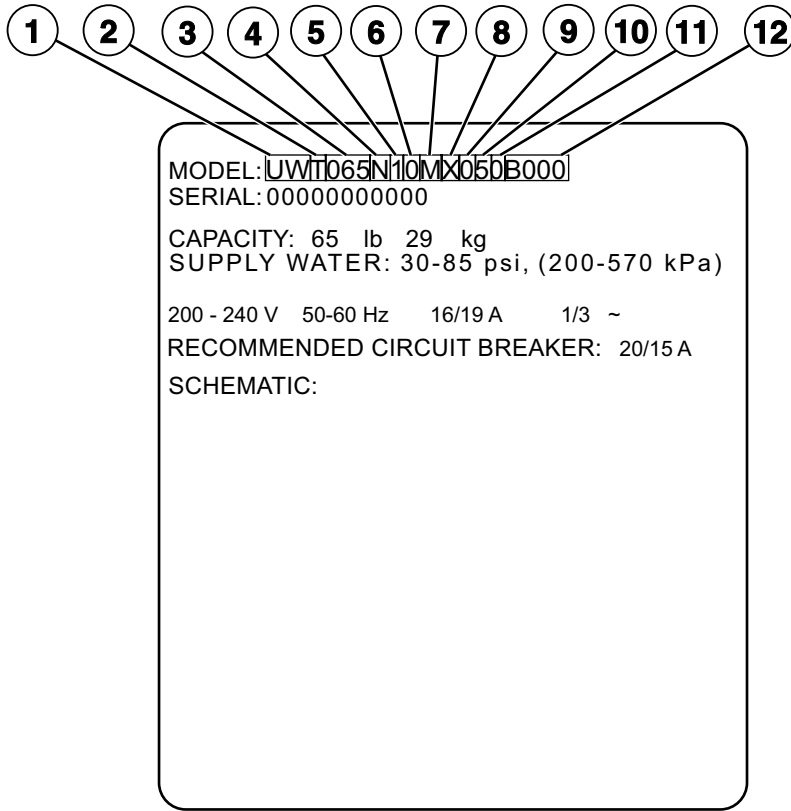 1 2 3 4 5 6 7 8 9 10 11 12
MODEL: UWT065N10MX050B000
SERIAL: 00000000000
CAPACITY: 65 lb 29 kg
SUPPLY WATER: 30-85 psi, (200-570 kPa)
200 - 240 V 50-60 Hz 16/19 A 1/3 ~
RECOMMENDED CIRCUIT BREAKER: 20/15 A
SCHEMATIC: